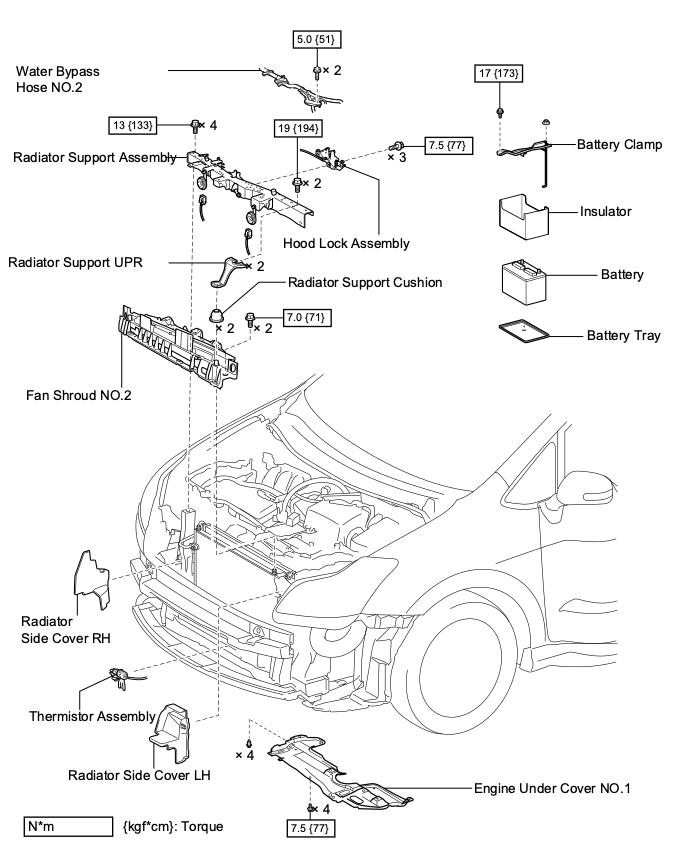 5.0 {51}
× 2
Water Bypass
Hose NO.2
17 {173}
13 {133}
× 4
19 {194}
7.5 {77}
× 3
Battery Clamp
Radiator Support Assembly
× 2
Insulator
Hood Lock Assembly
Radiator Support UPR
× 2
Battery
Radiator Support Cushion
× 2
× 2
7.0 {71}
Battery Tray
Fan Shroud NO.2
Radiator
Side Cover RH
Thermistor Assembly
× 4
Radiator Side Cover LH
Engine Under Cover NO.1
× 4
N*m
{kgf*cm}: Torque
7.5 {77}